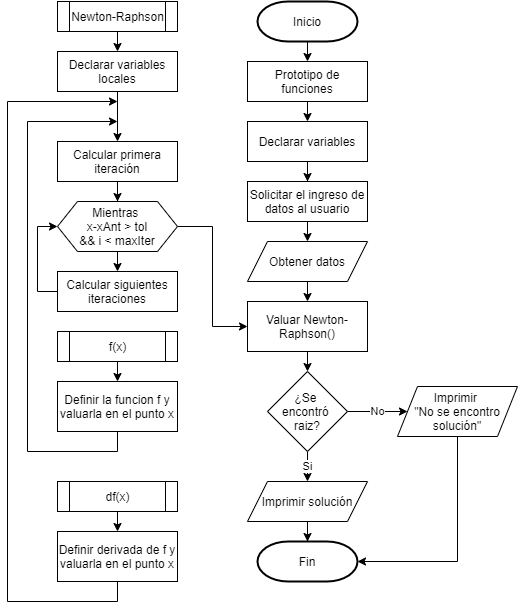 Newton-Raphson
Declarar variables
locales
Calcular primera
iteración
Mientras
x-xAnt > tol
&& i < maxIter
Calcular siguientes
iteraciones
f(x)
Definir la funcion f y
valuarla en el punto x
df(x)
Definir derivada de f y
valuarla en el punto x
Inicio
Prototipo de
funciones
Declarar variables
Solicitar el ingreso de
datos al usuario
Obtener datos
Valuar Newton-
Raphson()
¿Se
encontró
raiz?
No
Imprimir
"No se encontro
solución"
Si
Imprimir solución
Fin